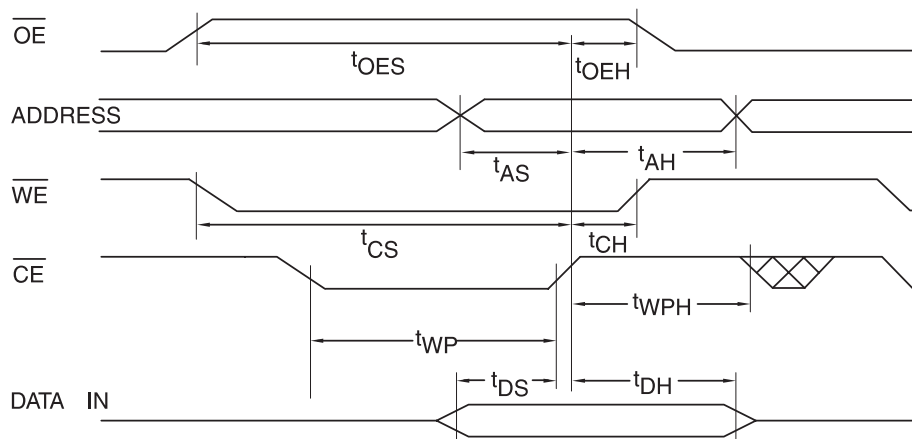 OE
tOES
tOEH
ADDRESS
tAS
tAH
WE
tCS
tCH
CE
tWPH
tWP
tDS
tDH
DATA IN